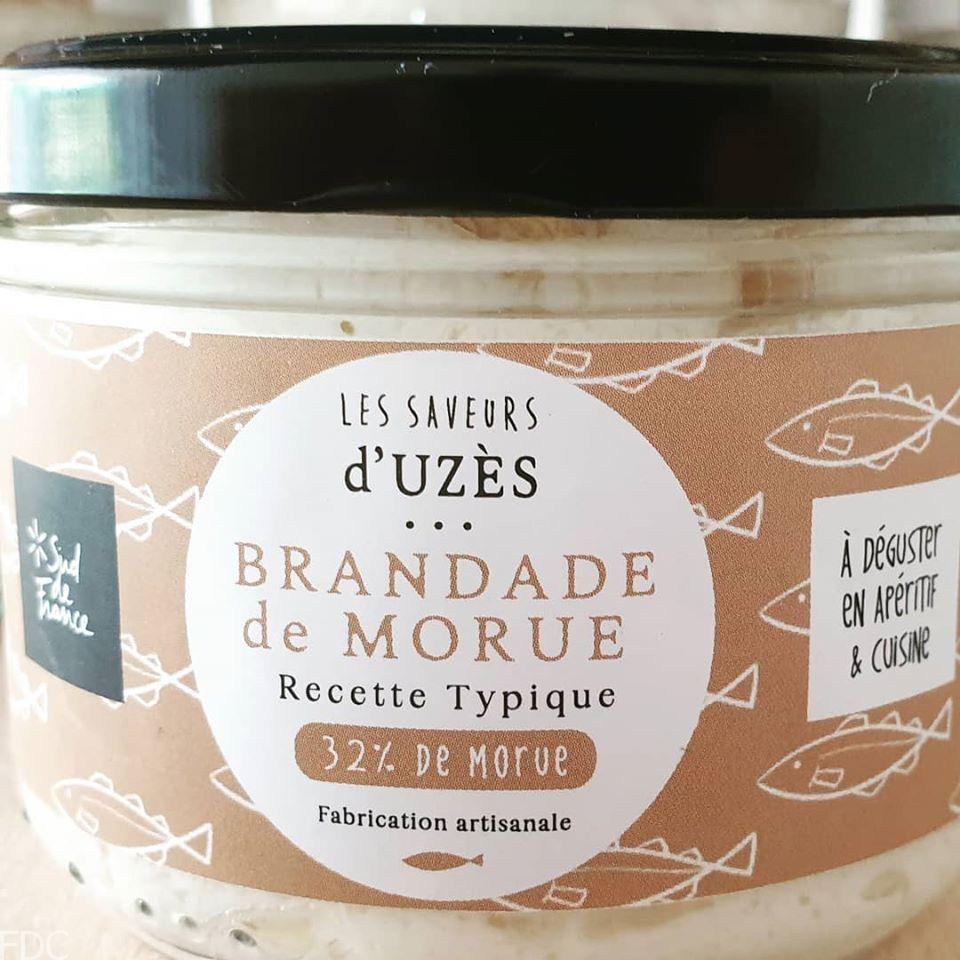 LES SAVEURS
d'UZÈS
...
BRANDADE
de MORUE
Recette Typique
32% DE MORUE
Fabrication artisanale
Sud
de
France
À DÉGUSTER
EN APÉRITIF
& CUISINE
FDC